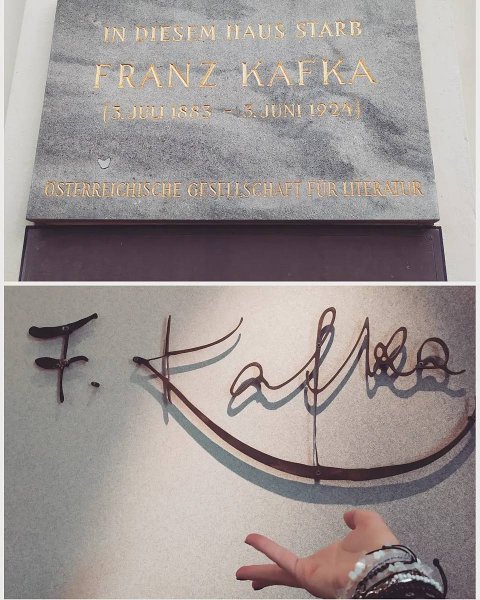 IN DIESEM HAUS STARB
FRANZ KAFKA
(3. JULI 1883 – 3. JUNI 1924)
ÖSTERREICHISCHE GESELLSCHAFT FÜR LITERATUR
F. Kafka